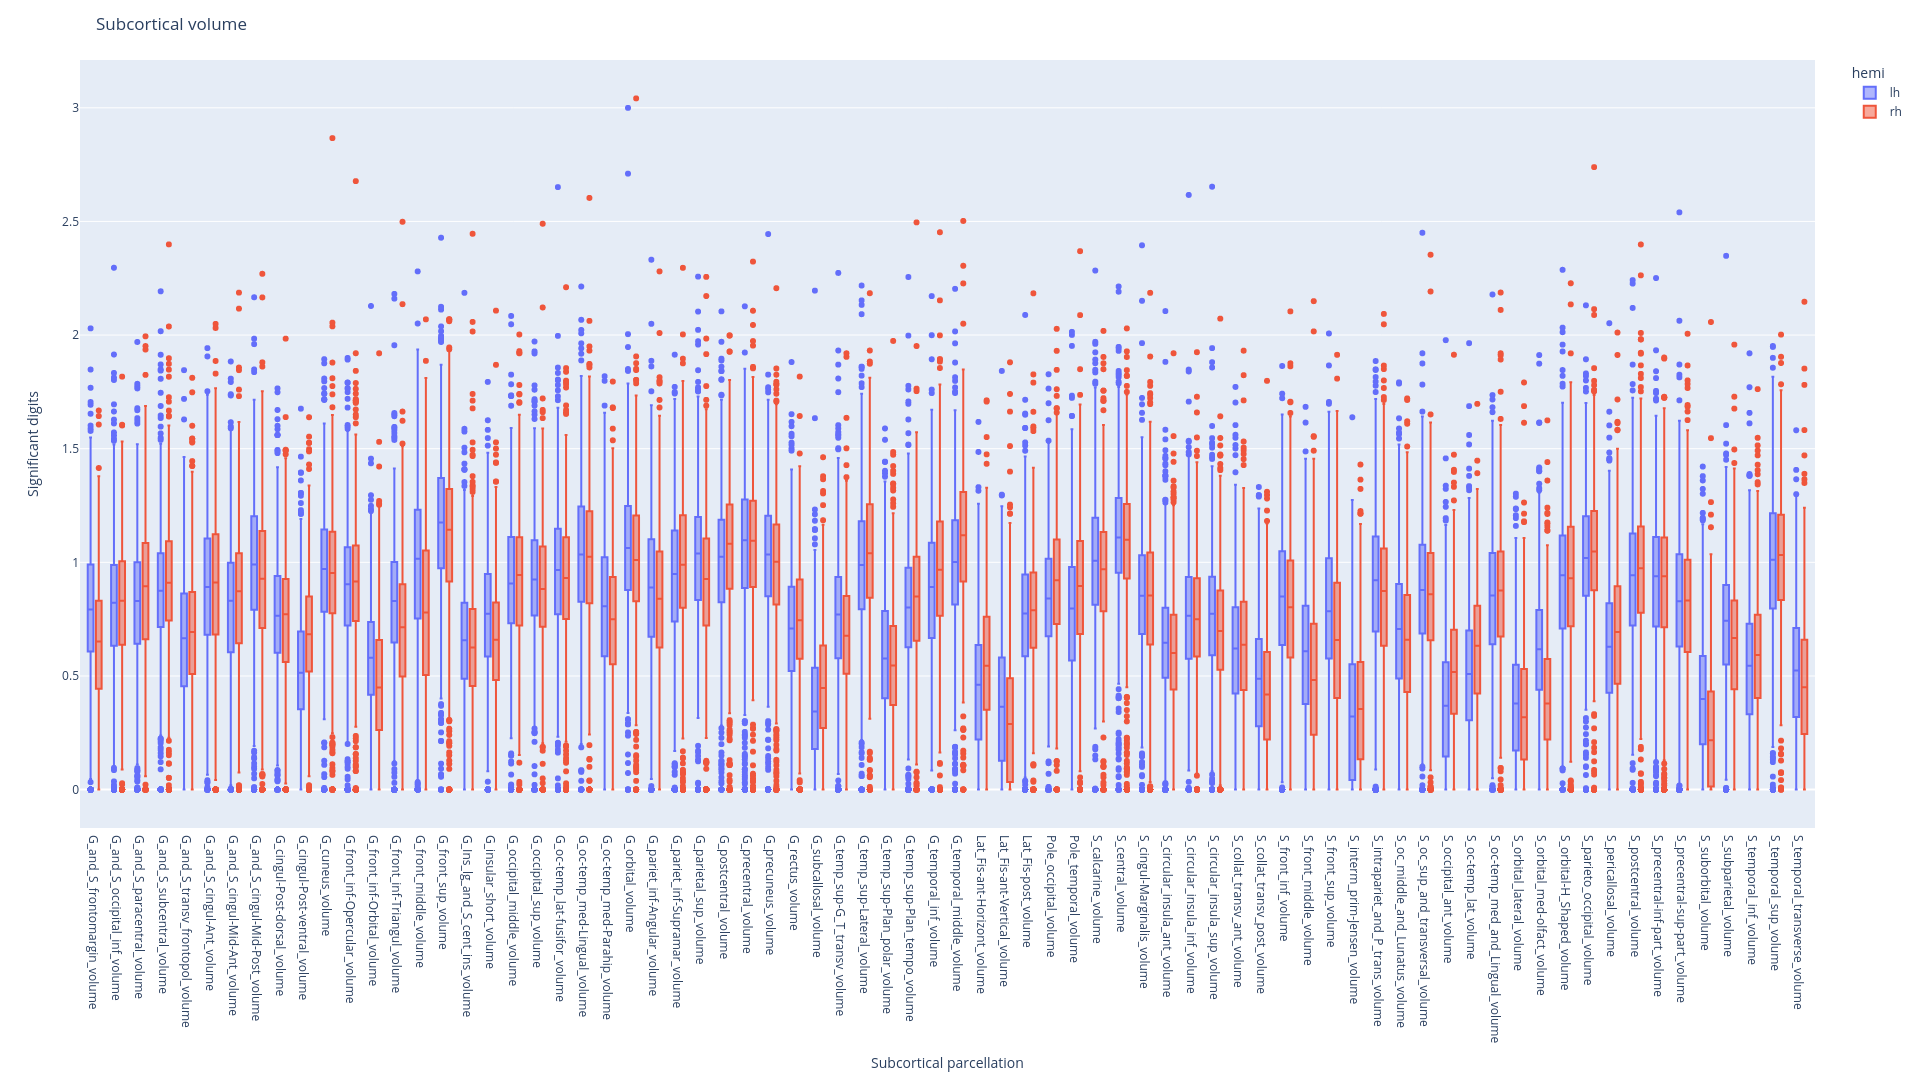 Subcortical volume
hemi
lh
rh
3
2.5
2
1.5
1
0.5
0
Significant digits
G_and_S_frontomargin_volume
G_and_S_occipital_inf_volume
G_and_S_paracentral_volume
G_and_S_subcentral_volume
G_and_S_transv_frontopol_volume
G_and_S_cingul-Ant_volume
G_and_S_cingul-Mid-Ant_volume
G_and_S_cingul-Mid-Post_volume
G_cingul-Post-dorsal_volume
G_cingul-Post-ventral_volume
G_cuneus_volume
G_front_inf-Opercular_volume
G_front_inf-Orbital_volume
G_front_inf-Triangul_volume
G_front_middle_volume
G_front_sup_volume
G_Ins_lg_and_S_cent_ins_volume
G_insular_short_volume
G_occipital_middle_volume
G_occipital_sup_volume
G_oc-temp_lat-fusifor_volume
G_oc-temp_med-Lingual_volume
G_oc-temp_med-Parahip_volume
G_orbital_volume
G_pariet_inf-Angular_volume
G_pariet_inf-Supramar_volume
G_parietal_sup_volume
G_postcentral_volume
G_precentral_volume
G_precuneus_volume
G_rectus_volume
G_subcallosal_volume
G_temp_sup-G_T_transv_volume
G_temp_sup-Lateral_volume
G_temp_sup-Plan_polar_volume
G_temp_sup-Plan_tempo_volume
G_temporal_inf_volume
G_temporal_middle_volume
Lat_Fis-ant-Horizont_volume
Lat_Fis-ant-Vertical_volume
Lat_Fis-post_volume
Pole_occipital_volume
Pole_temporal_volume
S_calcarine_volume
S_central_volume
S_cingul-Marginalis_volume
S_circular_insula_ant_volume
S_circular_insula_inf_volume
S_circular_insula_sup_volume
S_collat_transv_ant_volume
S_collat_transv_post_volume
S_front_inf_volume
S_front_middle_volume
S_front_sup_volume
S_interm_prim-Jensen_volume
S_intrapariet_and_P_trans_volume
S_oc_middle_and_Lunatus_volume
S_oc_sup_and_transversal_volume
S_occipital_ant_volume
S_oc-temp_lat_volume
S_oc-temp_med_and_Lingual_volume
S_orbital_lateral_volume
S_orbital_med-olfact_volume
S_orbital-H_Shaped_volume
S_parieto_occipital_volume
S_pericallosal_volume
S_postcentral_volume
S_precentral-inf-part_volume
S_precentral-sup-part_volume
S_suborbital_volume
S_subparietal_volume
S_temporal_inf_volume
S_temporal_sup_volume
S_temporal_transverse_volume
Subcortical parcellation